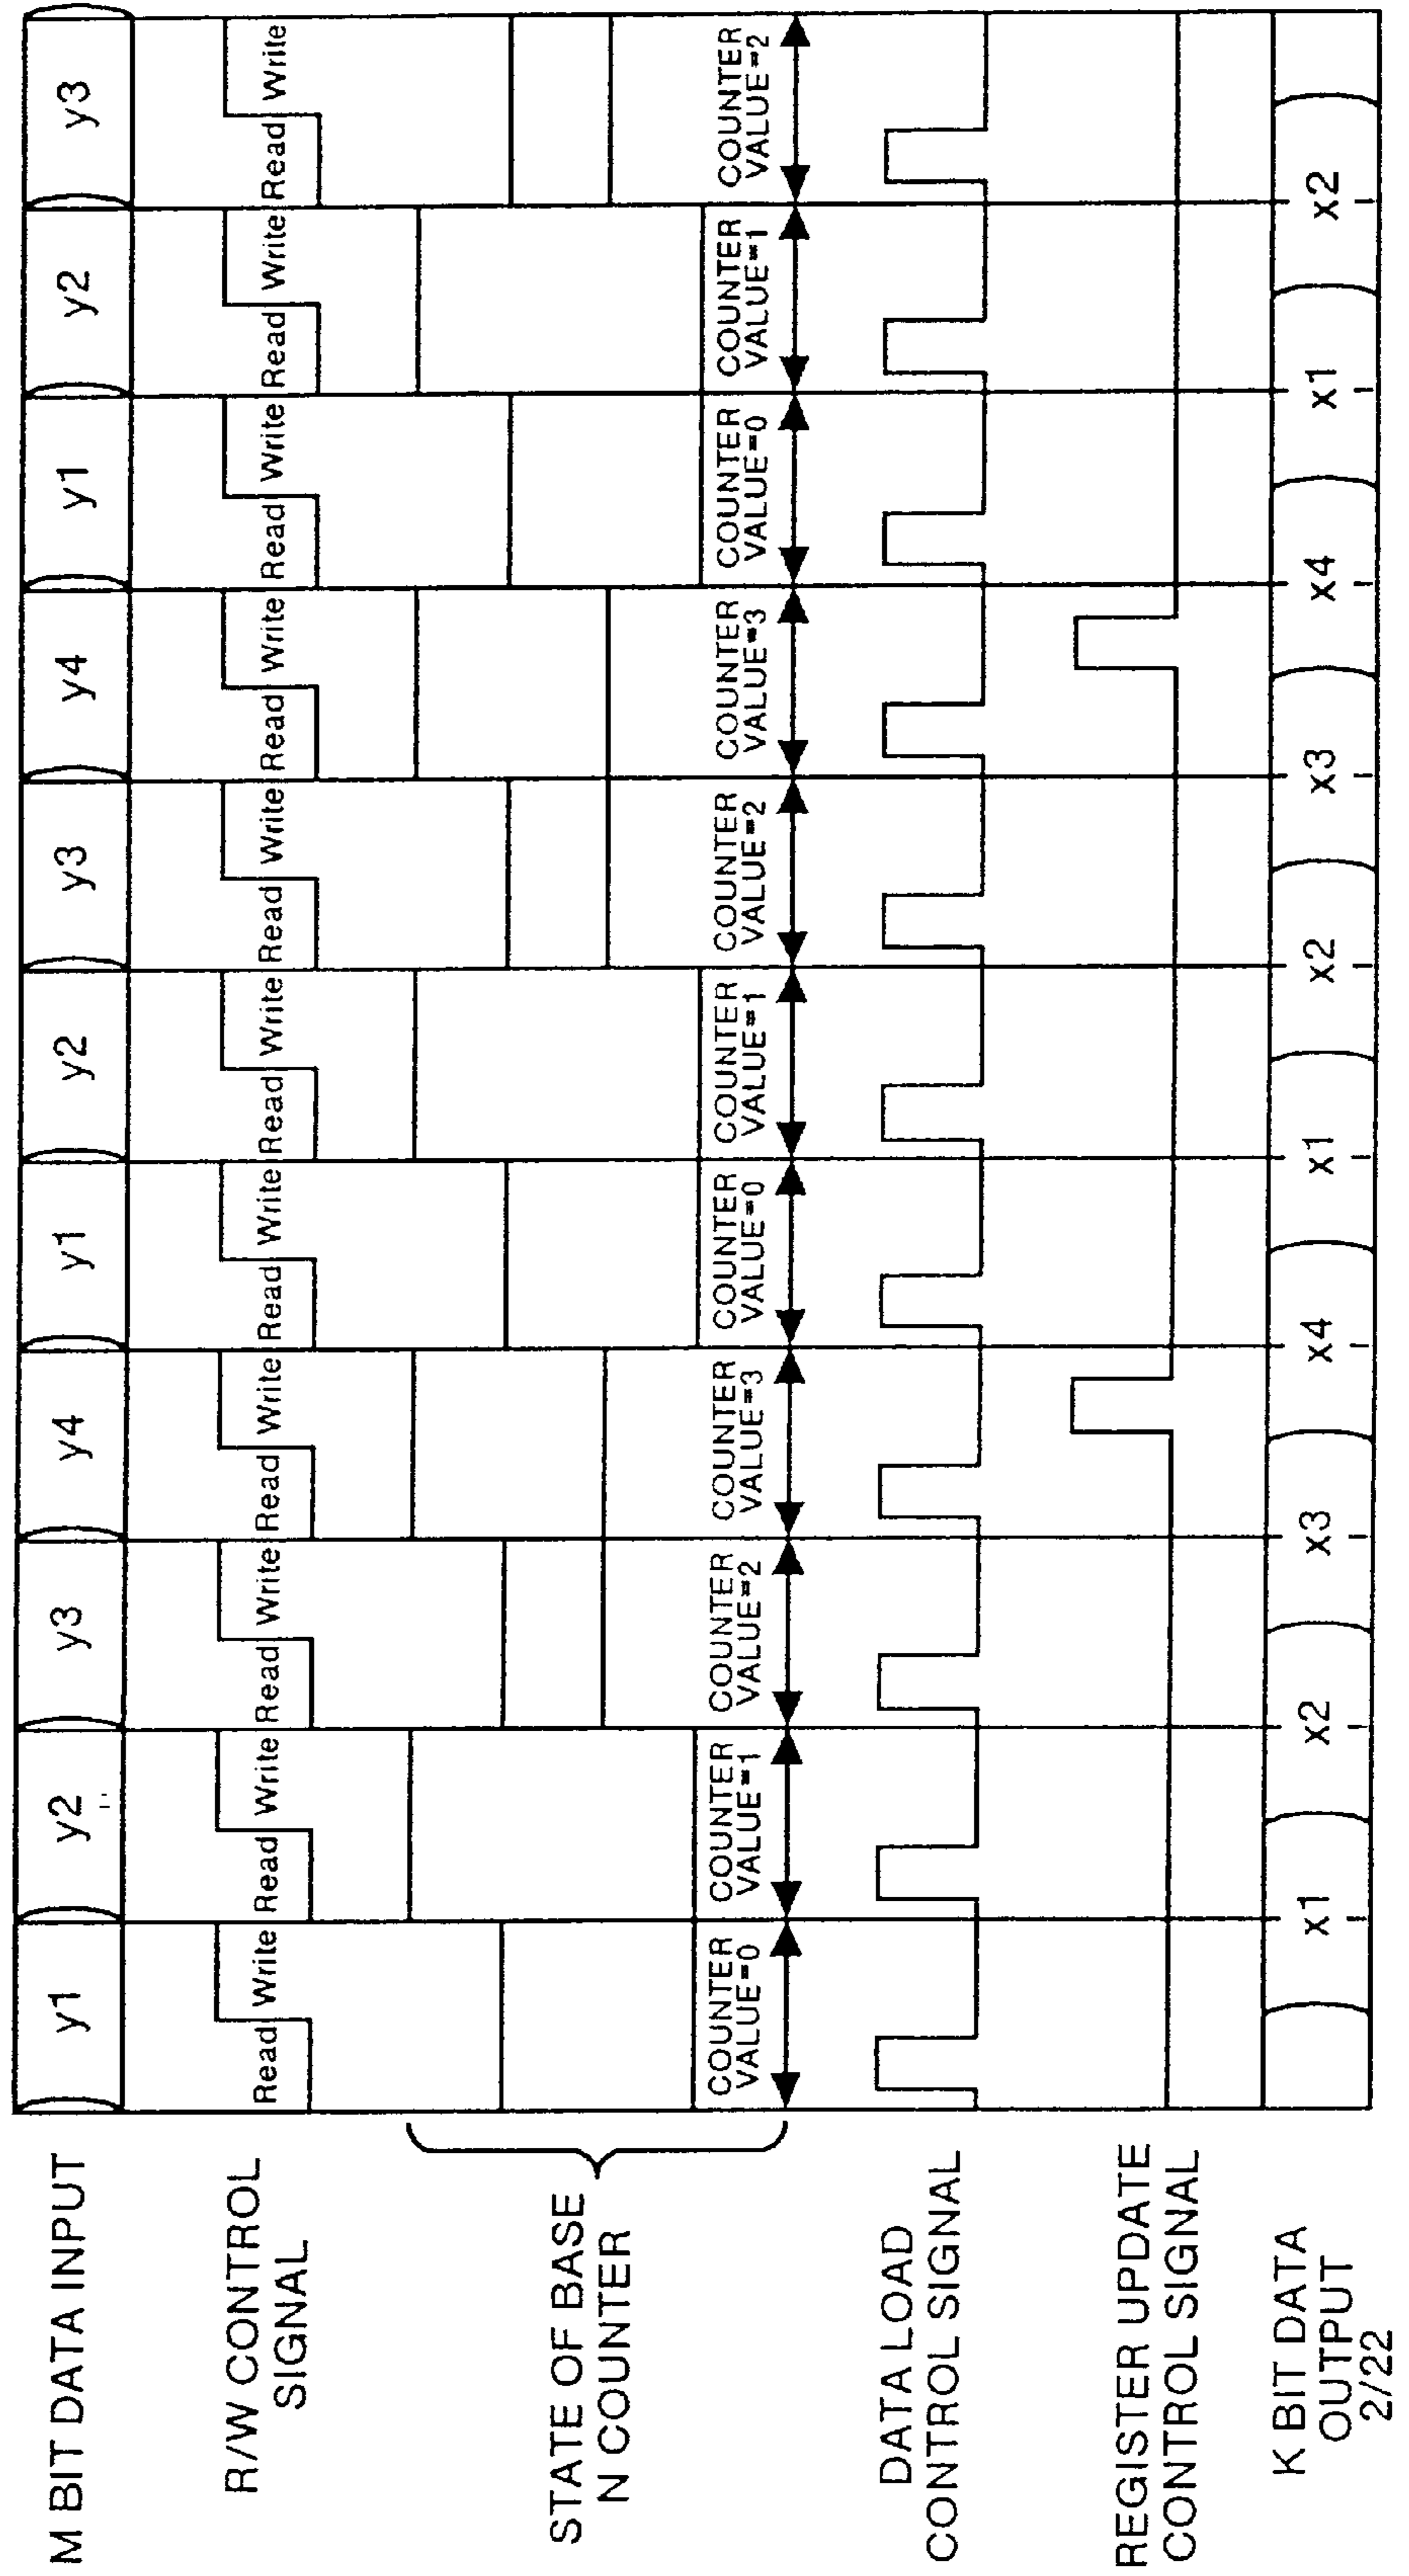 M BIT DATA INPUT
y1 y2 y3 y4 y1 y2 y3 y4 y1 y2 y3
R/W CONTROL
SIGNAL
Read Write Read Write Read Write Read Write Read Write Read Write Read Write Read Write Read Write Read Write Read Write
STATE OF BASE
N COUNTER
COUNTER VALUE=0
COUNTER VALUE=1
COUNTER VALUE=2
COUNTER VALUE=3
COUNTER VALUE=0
COUNTER VALUE=1
COUNTER VALUE=2
COUNTER VALUE=3
COUNTER VALUE=0
COUNTER VALUE=1
COUNTER VALUE=2
DATA LOAD
CONTROL SIGNAL
REGISTER UPDATE
CONTROL SIGNAL
K BIT DATA
OUTPUT
2/22
x1 x2 x3 x4 x1 x2 x3 x4 x1 x2